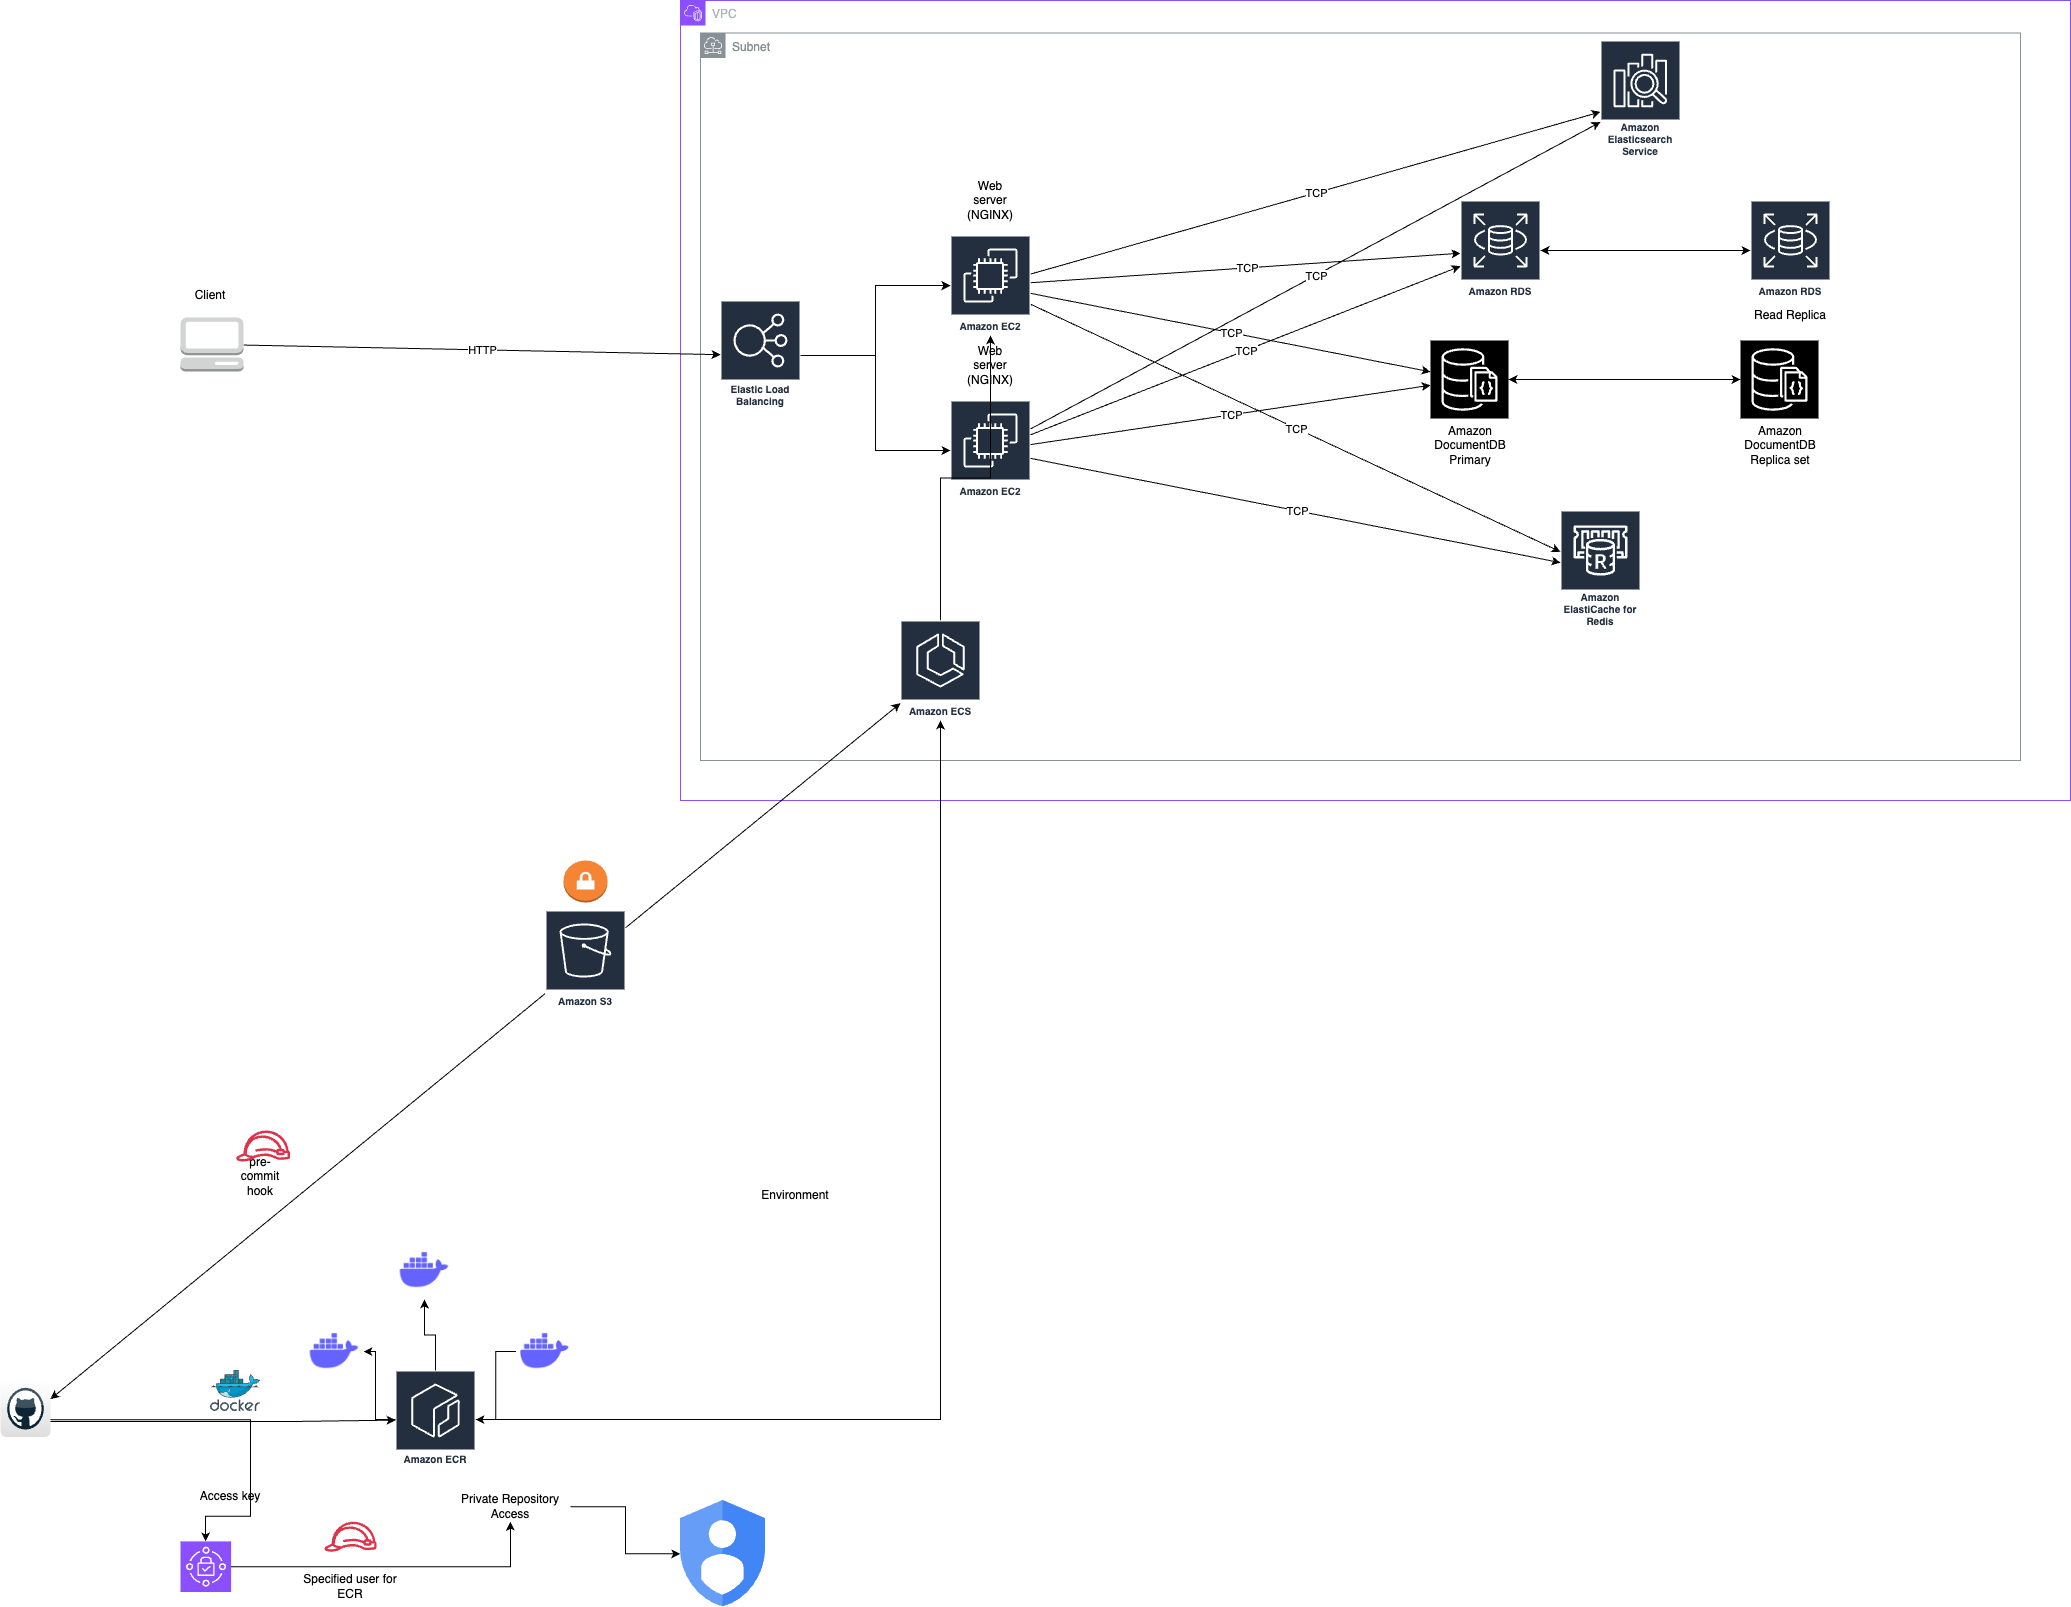 VPC
Subnet
Amazon
Elasticsearch
Service
Web
server
(NGINX)
TCP
TCP
TCP
Amazon EC2
Amazon RDS
Amazon RDS
Read Replica
Client
HTTP
Elastic Load
Balancing
Web
server
(NGINX)
TCP
TCP
TCP
TCP
TCP
Amazon EC2
Amazon
DocumentDB
Primary
Amazon
DocumentDB
Replica set
R
Amazon
ElastiCache for
Redis
Amazon ECS
Amazon S3
pre-
commit
hook
Environment
docker
Amazon ECR
Access key
Private Repository
Access
Specified user for
ECR